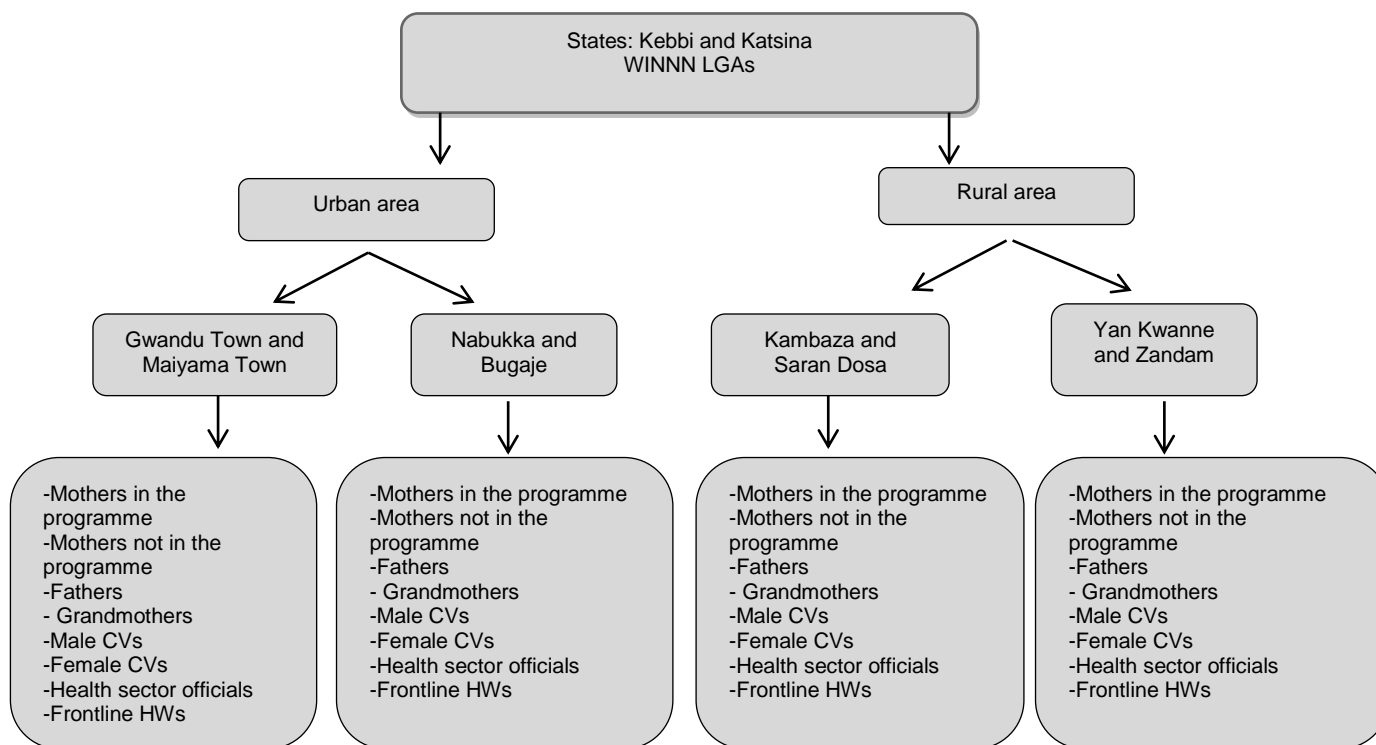 States: Kebbi and Katsina
WINNN LGAs
Urban area
Rural area
Gwandu Town and
Maiyama Town
Nabukka and
Bugaje
Kambaza and
Saran Dosa
Yan Kwanne
and Zandam
-Mothers in the
programme
-Mothers not in the
programme
-Fathers
- Grandmothers
-Male CVs
-Female CVs
-Health sector officials
-Frontline HWs
-Mothers in the programme
-Mothers not in the
programme
-Fathers
- Grandmothers
-Male CVs
-Female CVs
-Health sector officials
-Frontline HWs
-Mothers in the programme
-Mothers not in the
programme
-Fathers
- Grandmothers
-Male CVs
-Female CVs
-Health sector officials
-Frontline HWs
-Mothers in the programme
-Mothers not in the
programme
-Fathers
- Grandmothers
-Male CVs
-Female CVs
-Health sector officials
-Frontline HWs